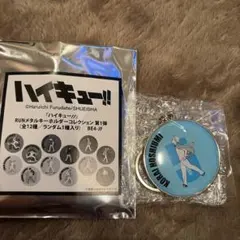 ハイキュー!!
©Haruichi Furudate/SHUEISHA
「ハイキュー!!」
RUNメタルキーホルダーコレクション 第1弾
(全12種/ランダム1種入り)
KORAI HOSHIUMI